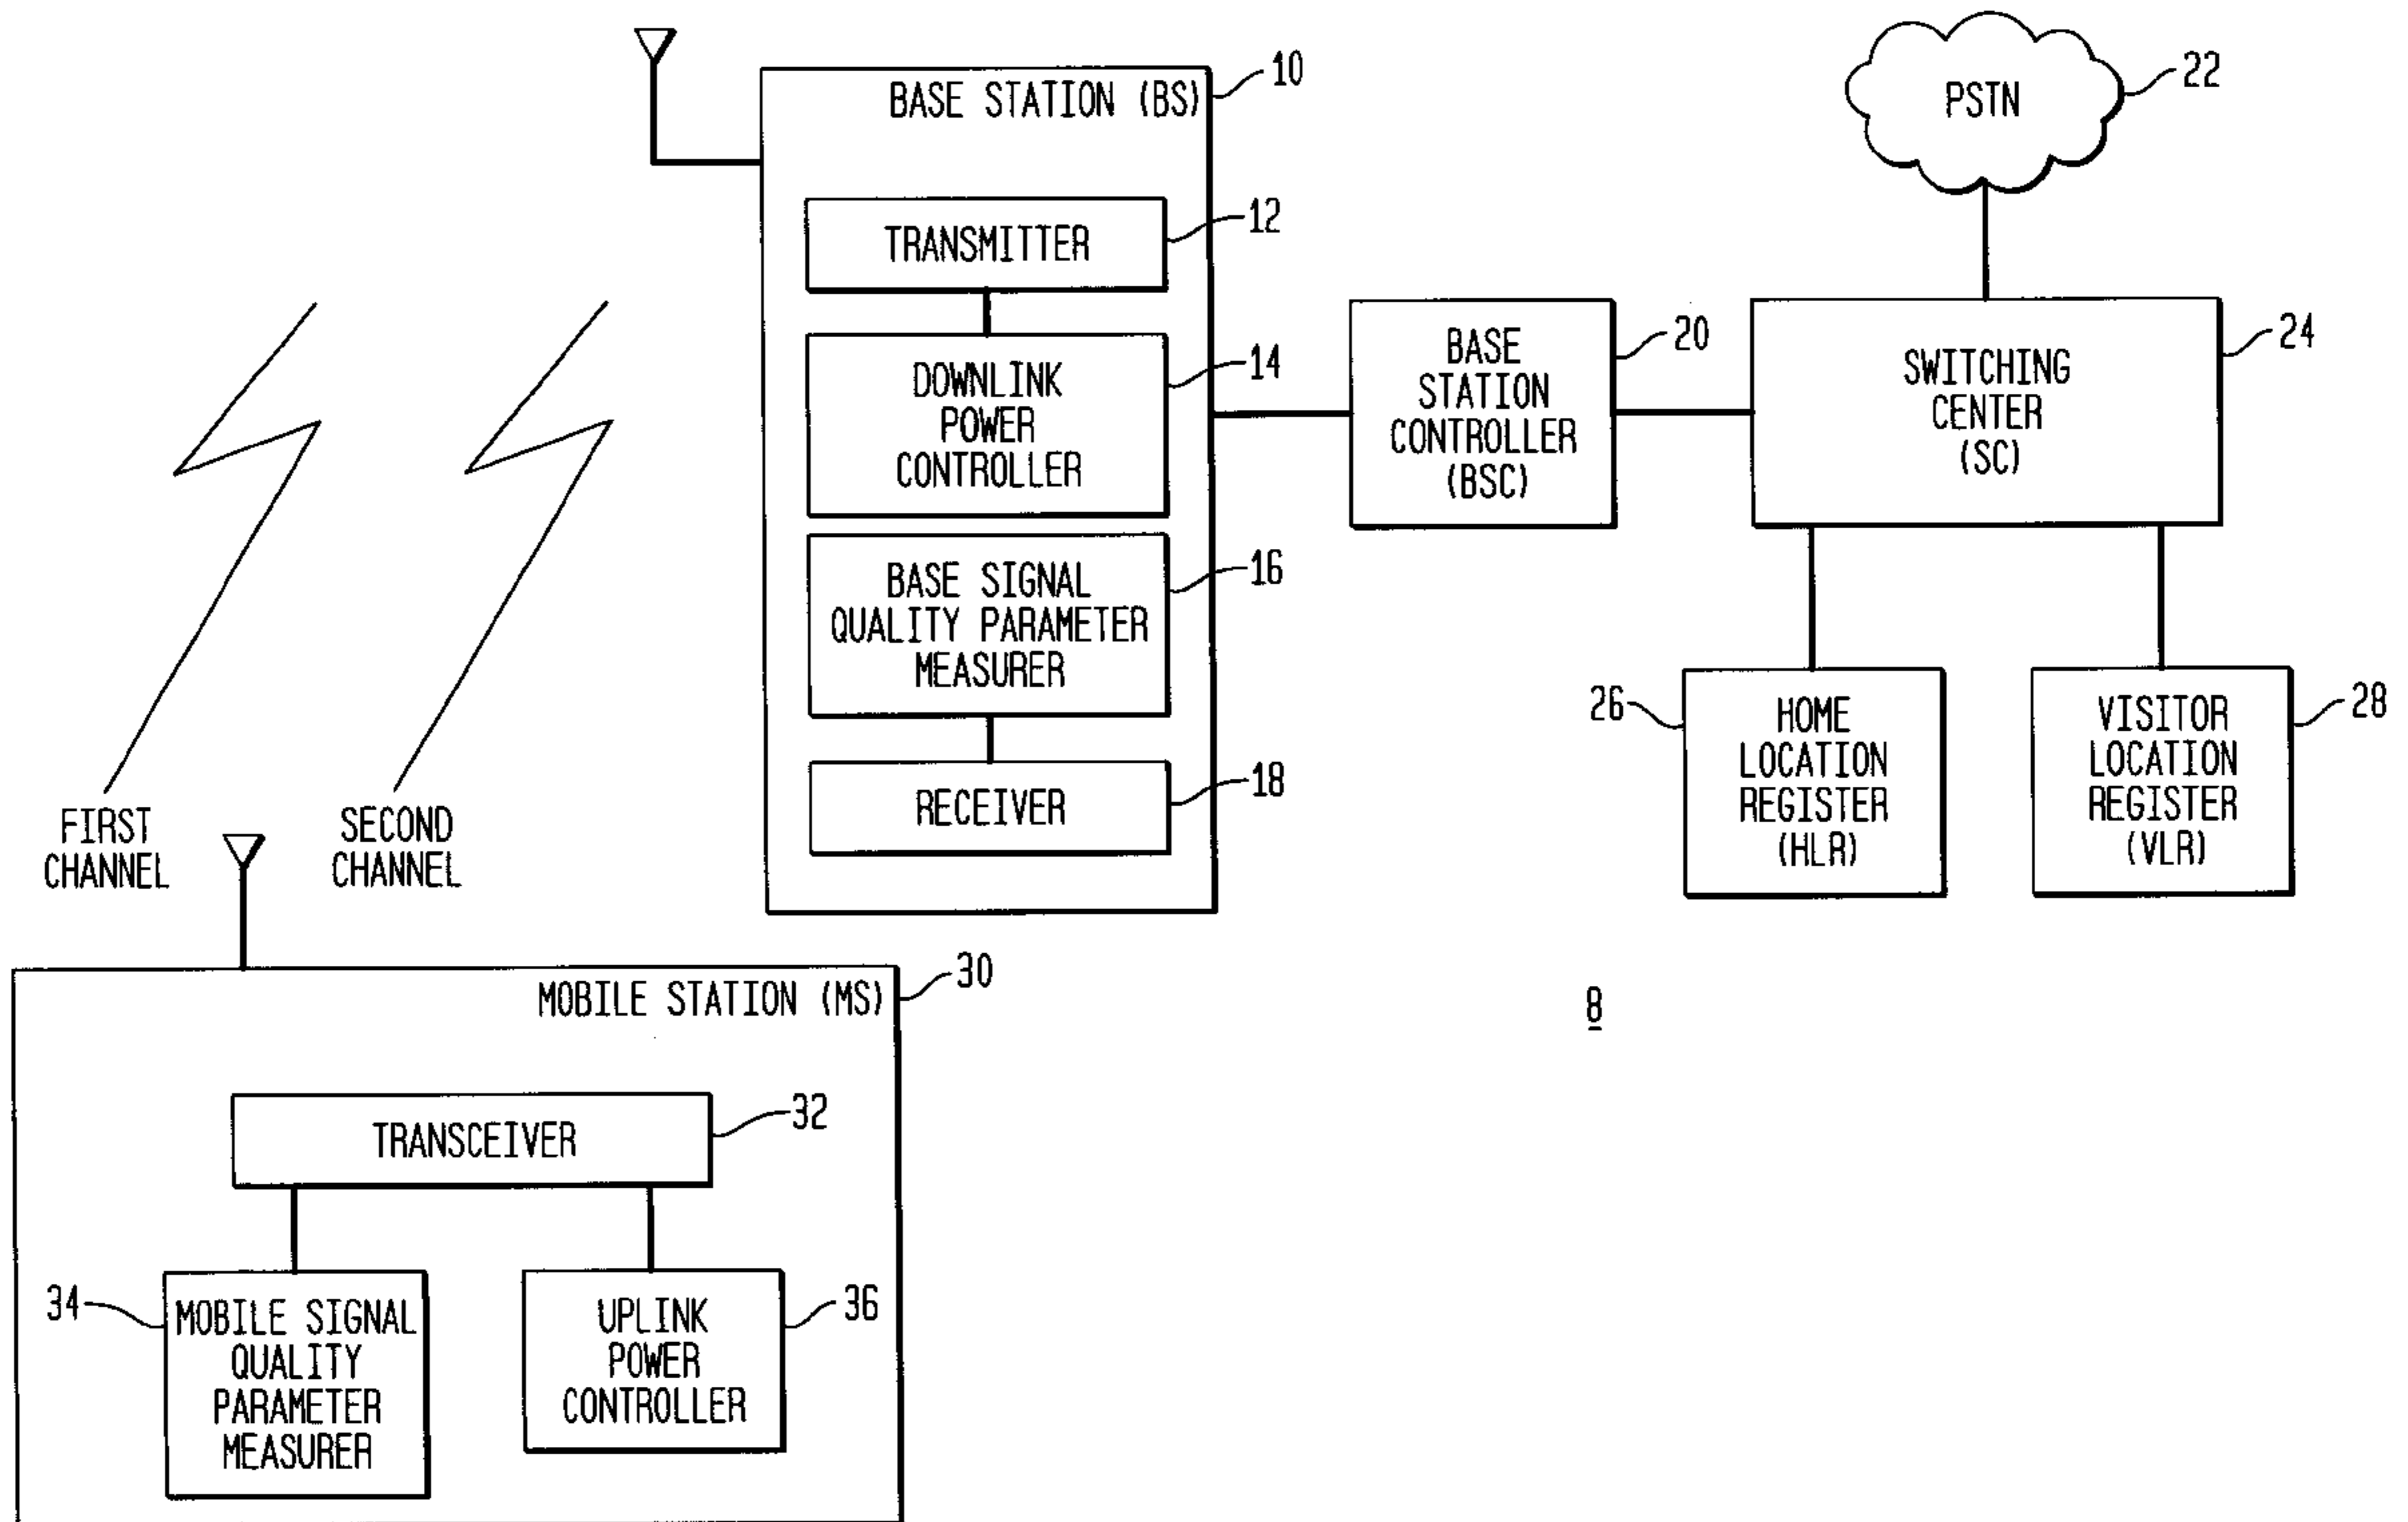 BASE STATION (BS)
10
TRANSMITTER
12
DOWNLINK
POWER
CONTROLLER
14
BASE SIGNAL
QUALITY PARAMETER
MEASURER
16
RECEIVER
18
BASE
STATION
CONTROLLER
(BSC)
20
PSTN
22
SWITCHING
CENTER
(SC)
24
26
HOME
LOCATION
REGISTER
(HLR)
VISITOR
LOCATION
REGISTER
(VLR)
28
FIRST
CHANNEL
SECOND
CHANNEL
MOBILE STATION (MS)
30
TRANSCEIVER
32
34
MOBILE SIGNAL
QUALITY
PARAMETER
MEASURER
UPLINK
POWER
CONTROLLER
36
8